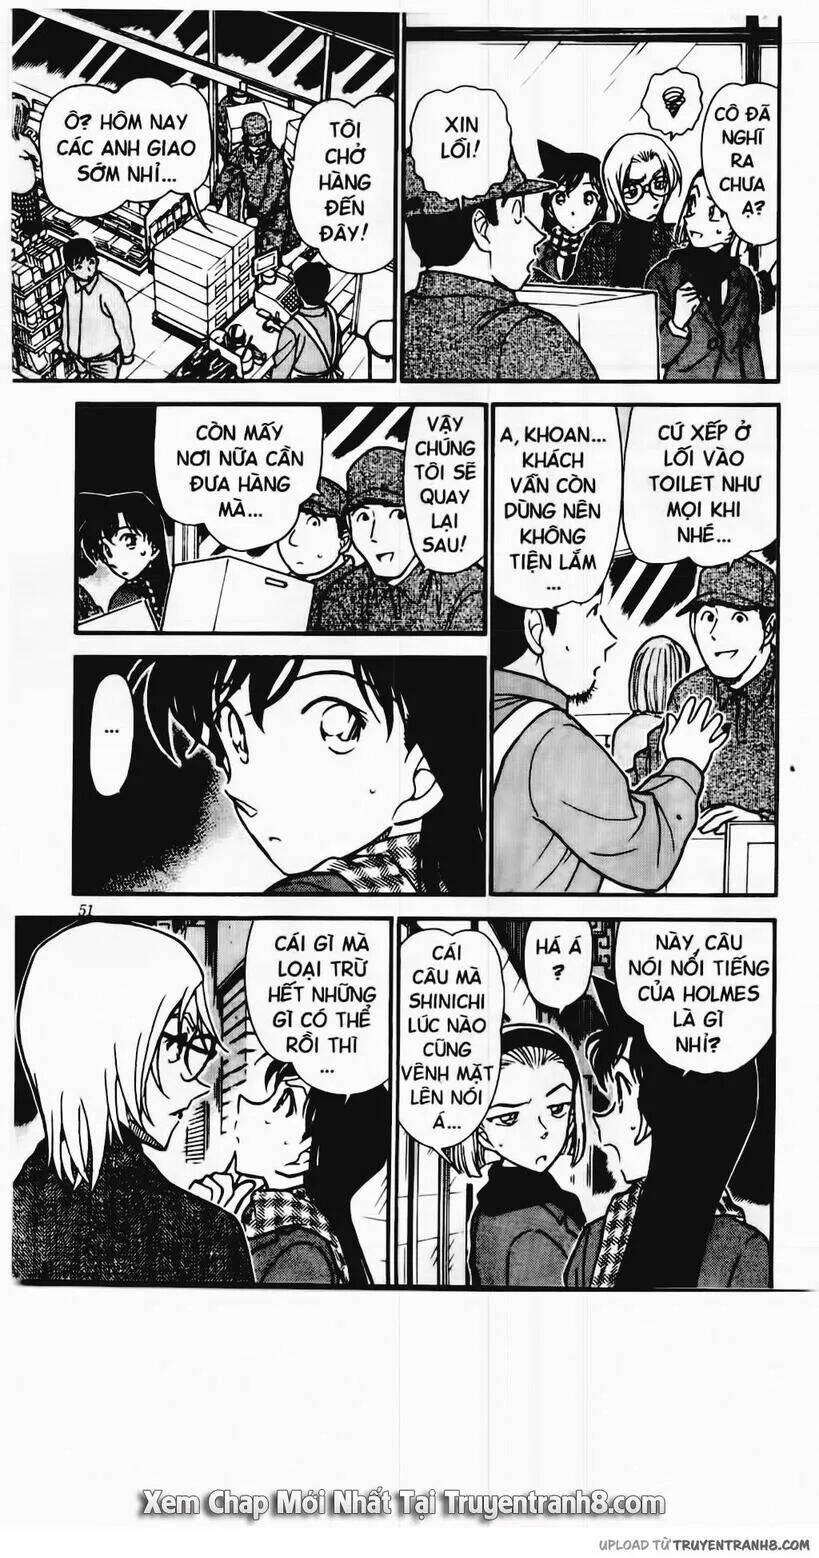 CÔ ĐÃ
NGHĨ
RA
CHƯA
Ạ?
XIN
LỖI!
TÔI
CHỞ
HÀNG
ĐẾN
ĐÂY!
Ô? HÔM NAY
CÁC ANH GIAO
SỚM NHỈ...
CỨ XẾP Ở
LỐI VÀO
TOILET NHƯ
MỌI KHI
NHÉ...
A, KHOAN...
KHÁCH
VẪN CÒN
DÙNG NÊN
KHÔNG
TIỆN LẮM
...
VẬY
CHÚNG
TÔI SẼ
QUAY
LẠI
SAU!
CÒN MẤY
NƠI NỮA CẦN
ĐƯA HÀNG
MÀ...
...
51
NÀY, CÂU
NÓI NỔI TIẾNG
CỦA HOLMES
LÀ GÌ
NHỈ?
HÁ Á
?
CÁI
CÂU MÀ
SHINICHI
LÚC NÀO
CŨNG
VÊNH MẶT
LÊN NÓI
Á...
CÁI GÌ MÀ
LOẠI TRỪ
HẾT NHỮNG
GÌ CÓ THỂ
RỒI THÌ
...
Xem Chap Mới Nhất Tại Truyentranh8.com
UPLOAD TỪ TRUYENTRANH8.COM